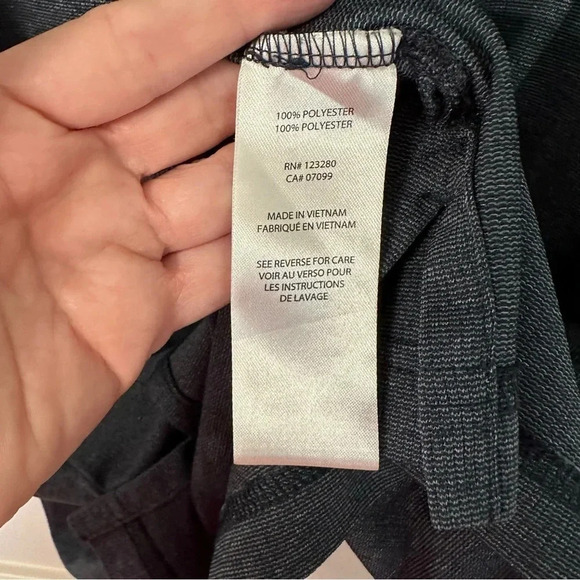 100% POLYESTER
100% POLYESTER
RN# 123280
CA# 07099
MADE IN VIETNAM
FABRIQUÉ EN VIETNAM
SEE REVERSE FOR CARE
VOIR AU VERSO POUR
LES INSTRUCTIONS
DE LAVAGE